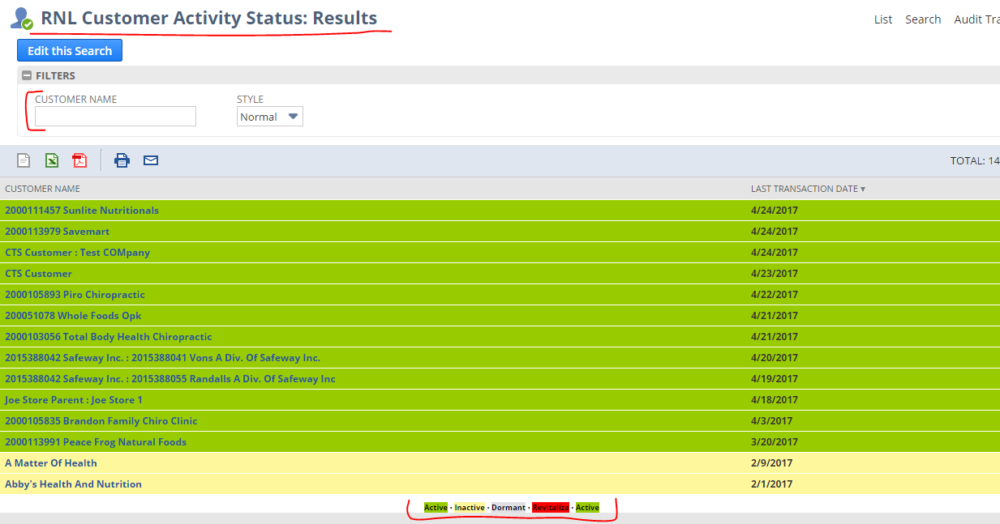 RNL Customer Activity Status: Results
List Search Audit Tra
Edit this Search
FILTERS
CUSTOMER NAME STYLE
Normal
TOTAL: 14
CUSTOMER NAME LAST TRANSACTION DATE
2000111457 Sunlite Nutritionals 4/24/2017
2000113979 Savemart 4/24/2017
CTS Customer : Test COMpany 4/24/2017
CTS Customer 4/23/2017
2000105893 Piro Chiropractic 4/22/2017
200051078 Whole Foods Opk 4/21/2017
2000103056 Total Body Health Chiropractic 4/21/2017
2015388042 Safeway Inc. : 2015388041 Vons A Div. Of Safeway Inc. 4/20/2017
2015388042 Safeway Inc. : 2015388055 Randalls A Div. Of Safeway Inc 4/19/2017
Joe Store Parent : Joe Store 1 4/18/2017
2000105835 Brandon Family Chiro Clinic 4/3/2017
2000113991 Peace Frog Natural Foods 3/20/2017
A Matter Of Health 2/9/2017
Abby's Health And Nutrition 2/1/2017
Active · Inactive · Dormant · Revitalize · Active